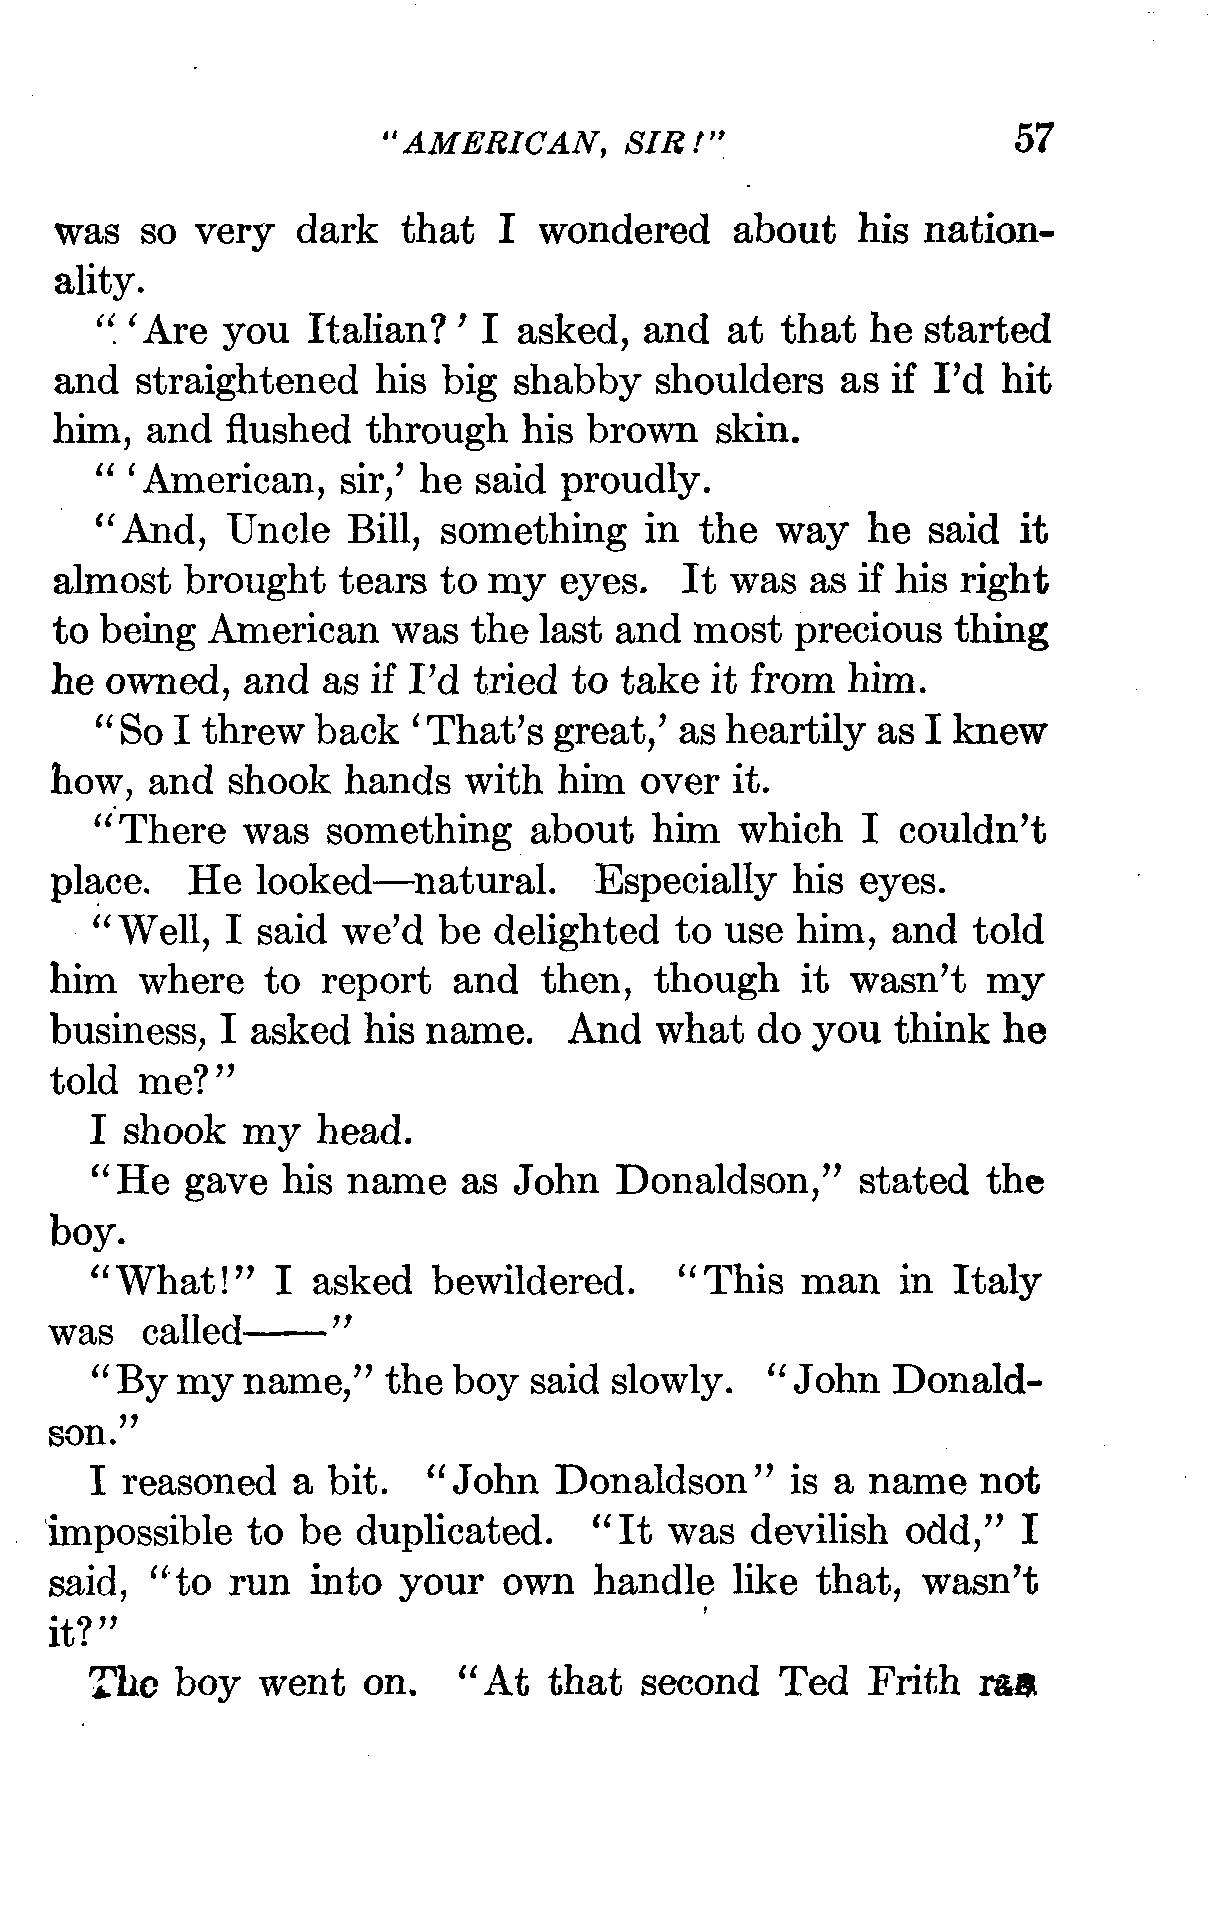 "AMERICAN, SIR!" 57
was so very dark that I wondered about his nation-
ality.
"'Are you Italian?' I asked, and at that he started
and straightened his big shabby shoulders as if I'd hit
him, and flushed through his brown skin.
"'American, sir,' he said proudly.
"And, Uncle Bill, something in the way he said it
almost brought tears to my eyes. It was as if his right
to being American was the last and most precious thing
he owned, and as if I'd tried to take it from him.
"So I threw back 'That's great,' as heartily as I knew
how, and shook hands with him over it.
"There was something about him which I couldn't
place. He looked—natural. Especially his eyes.
"Well, I said we'd be delighted to use him, and told
him where to report and then, though it wasn't my
business, I asked his name. And what do you think he
told me?"
I shook my head.
"He gave his name as John Donaldson," stated the
boy.
"What!" I asked bewildered. "This man in Italy
was called——"
"By my name," the boy said slowly. "John Donald-
son."
I reasoned a bit. "John Donaldson" is a name not
impossible to be duplicated. "It was devilish odd," I
said, "to run into your own handle like that, wasn't
it?"
The boy went on. "At that second Ted Frith ran